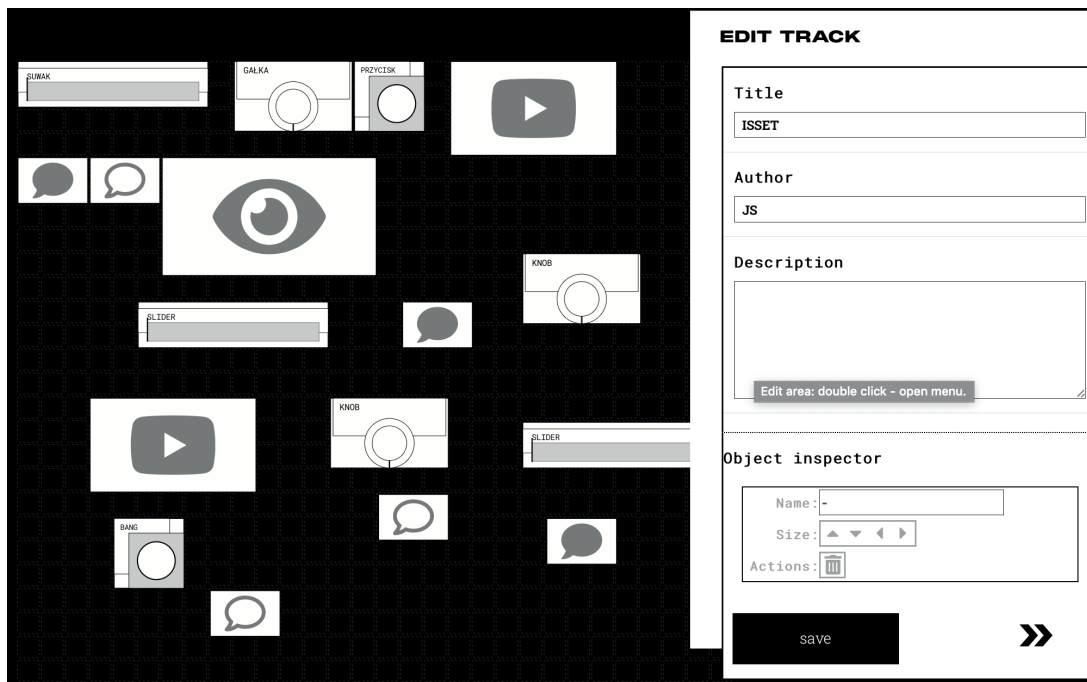 EDIT TRACK
SUWAK
GAŁKA
PRZYCISK
Title
ISSET
Author
JS
Description
KNOB
SLIDER
Edit area: double click - open menu.
KNOB
SLIDER
Object inspector
Name: -
Size:
BANG
Actions:
save